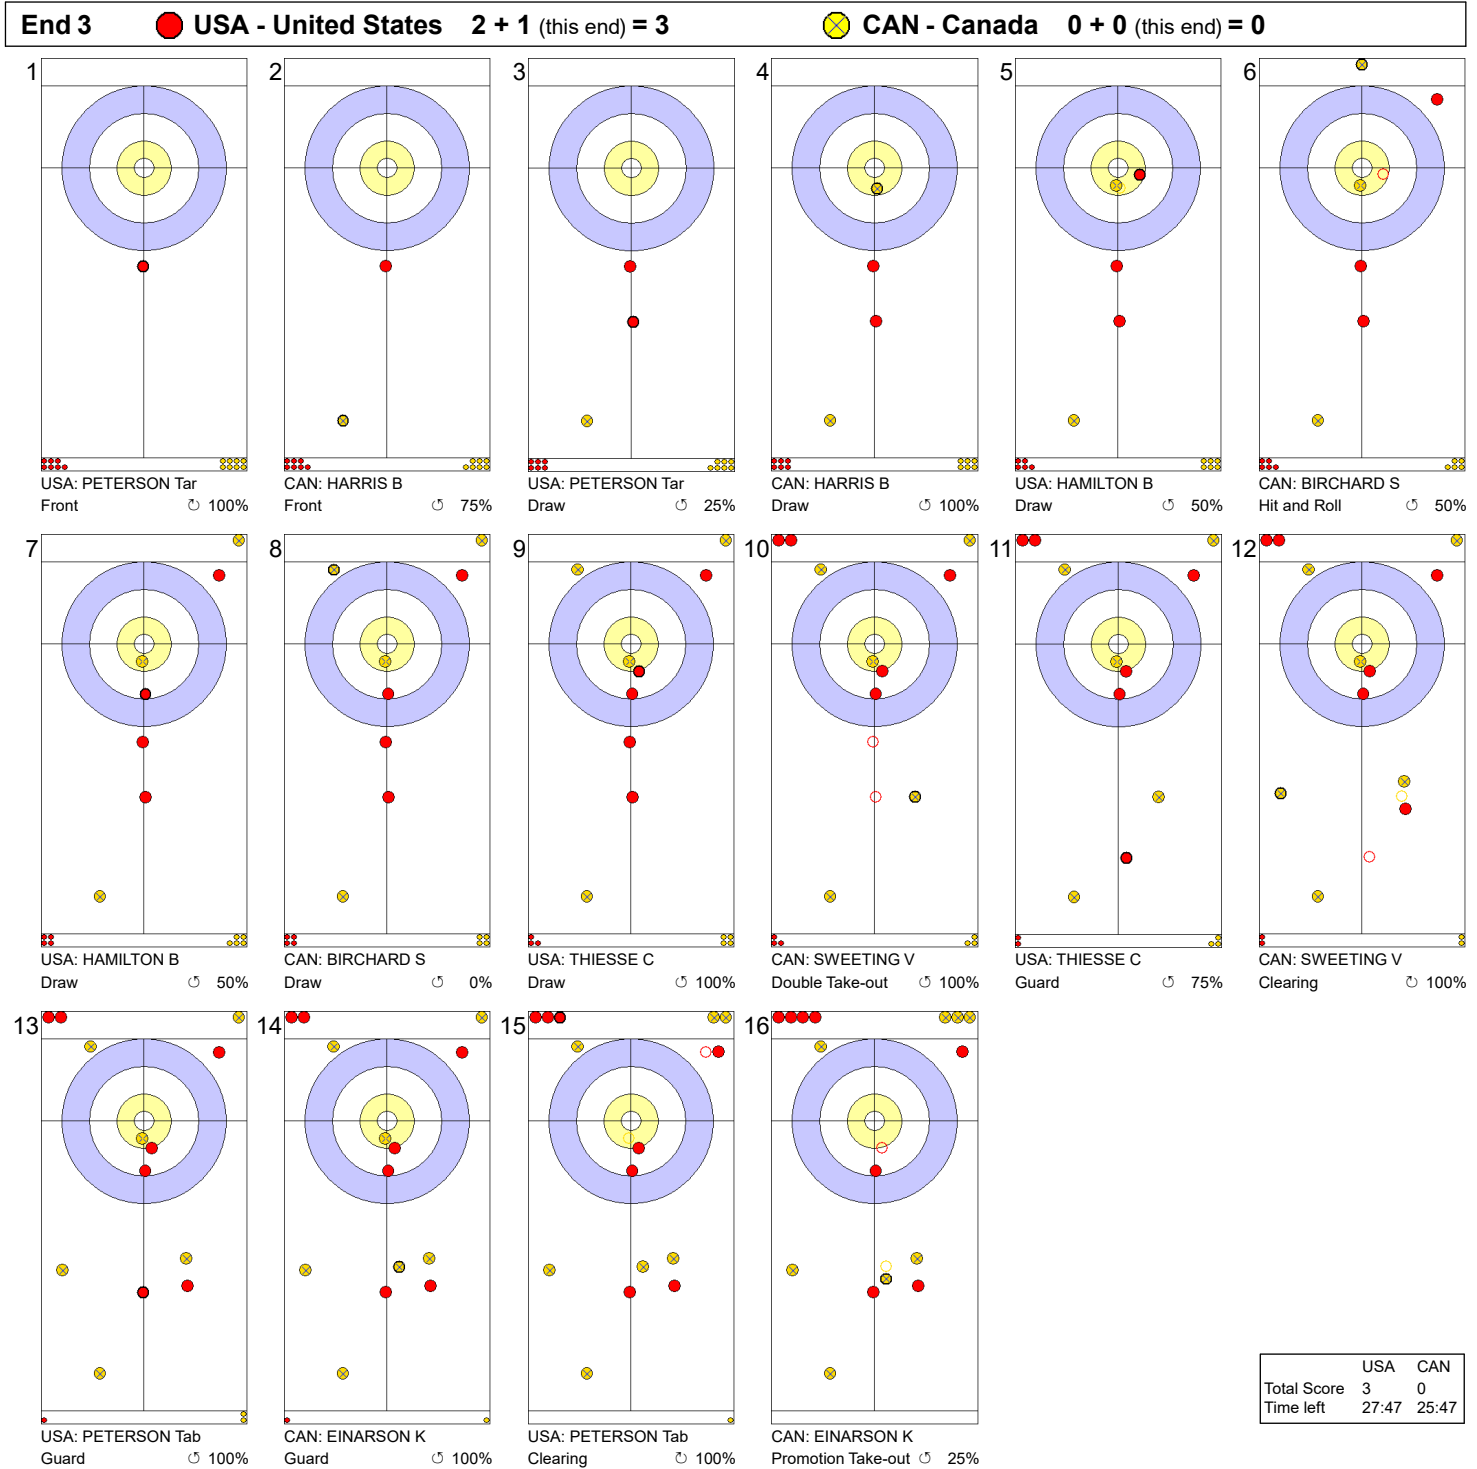 End 3 USA - United States 2 + 1 (this end) = 3 CAN - Canada 0 + 0 (this end) = 0
1 2 3 4 5 6
USA: PETERSON Tar CAN: HARRIS B USA: PETERSON Tar CAN: HARRIS B USA: HAMILTON B CAN: BIRCHARD S
Front ↻ 100% Front ↺ 75% Draw ↺ 25% Draw ↺ 100% Draw ↺ 50% Hit and Roll ↺ 50%
7 8 9 10 11 12
USA: HAMILTON B CAN: BIRCHARD S USA: THIESSE C CAN: SWEETING V USA: THIESSE C CAN: SWEETING V
Draw ↺ 50% Draw ↺ 0% Draw ↺ 100% Double Take-out ↺ 100% Guard ↺ 75% Clearing ↻ 100%
13 14 15 16
USA CAN
Total Score 3 0
Time left 27:47 25:47
USA: PETERSON Tab CAN: EINARSON K USA: PETERSON Tab CAN: EINARSON K
Guard ↺ 100% Guard ↺ 100% Clearing ↻ 100% Promotion Take-out ↺ 25%